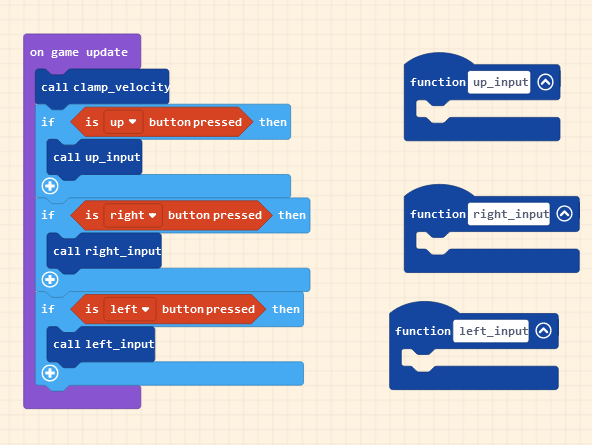 on game update
call clamp_velocity
if is up button pressed then
call up_input
if is right button pressed then
call right_input
if is left button pressed then
call left_input
function up_input
function right_input
function left_input